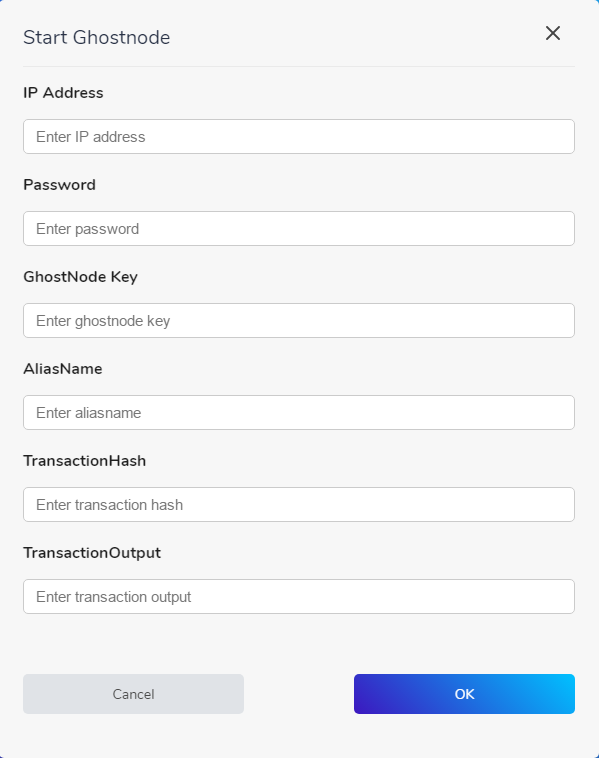 Start Ghostnode
IP Address
Enter IP address
Password
Enter password
GhostNode Key
Enter ghostnode key
AliasName
Enter aliasname
TransactionHash
Enter transaction hash
TransactionOutput
Enter transaction output
Cancel
OK